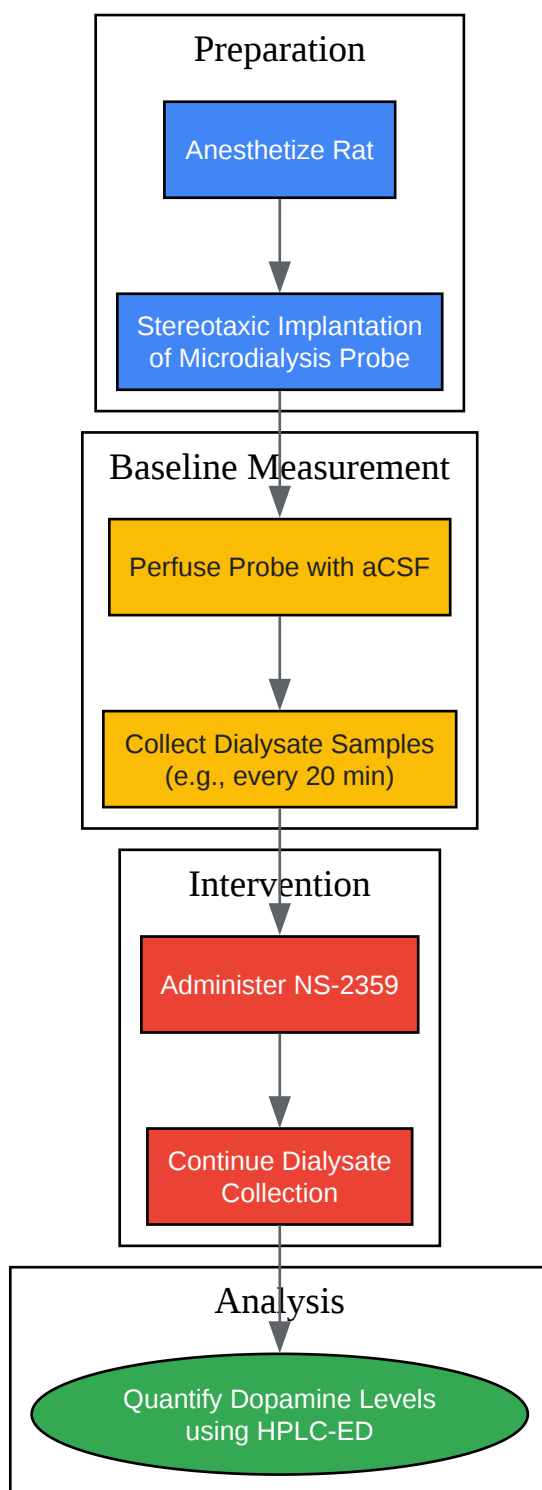 Preparation
Anesthetize Rat
Stereotaxic Implantation
of Microdialysis Probe
Baseline Measurement
Perfuse Probe with aCSF
Collect Dialysate Samples
(e.g., every 20 min)
Intervention
Administer NS-2359
Continue Dialysate
Collection
Analysis
Quantify Dopamine Levels
using HPLC-ED